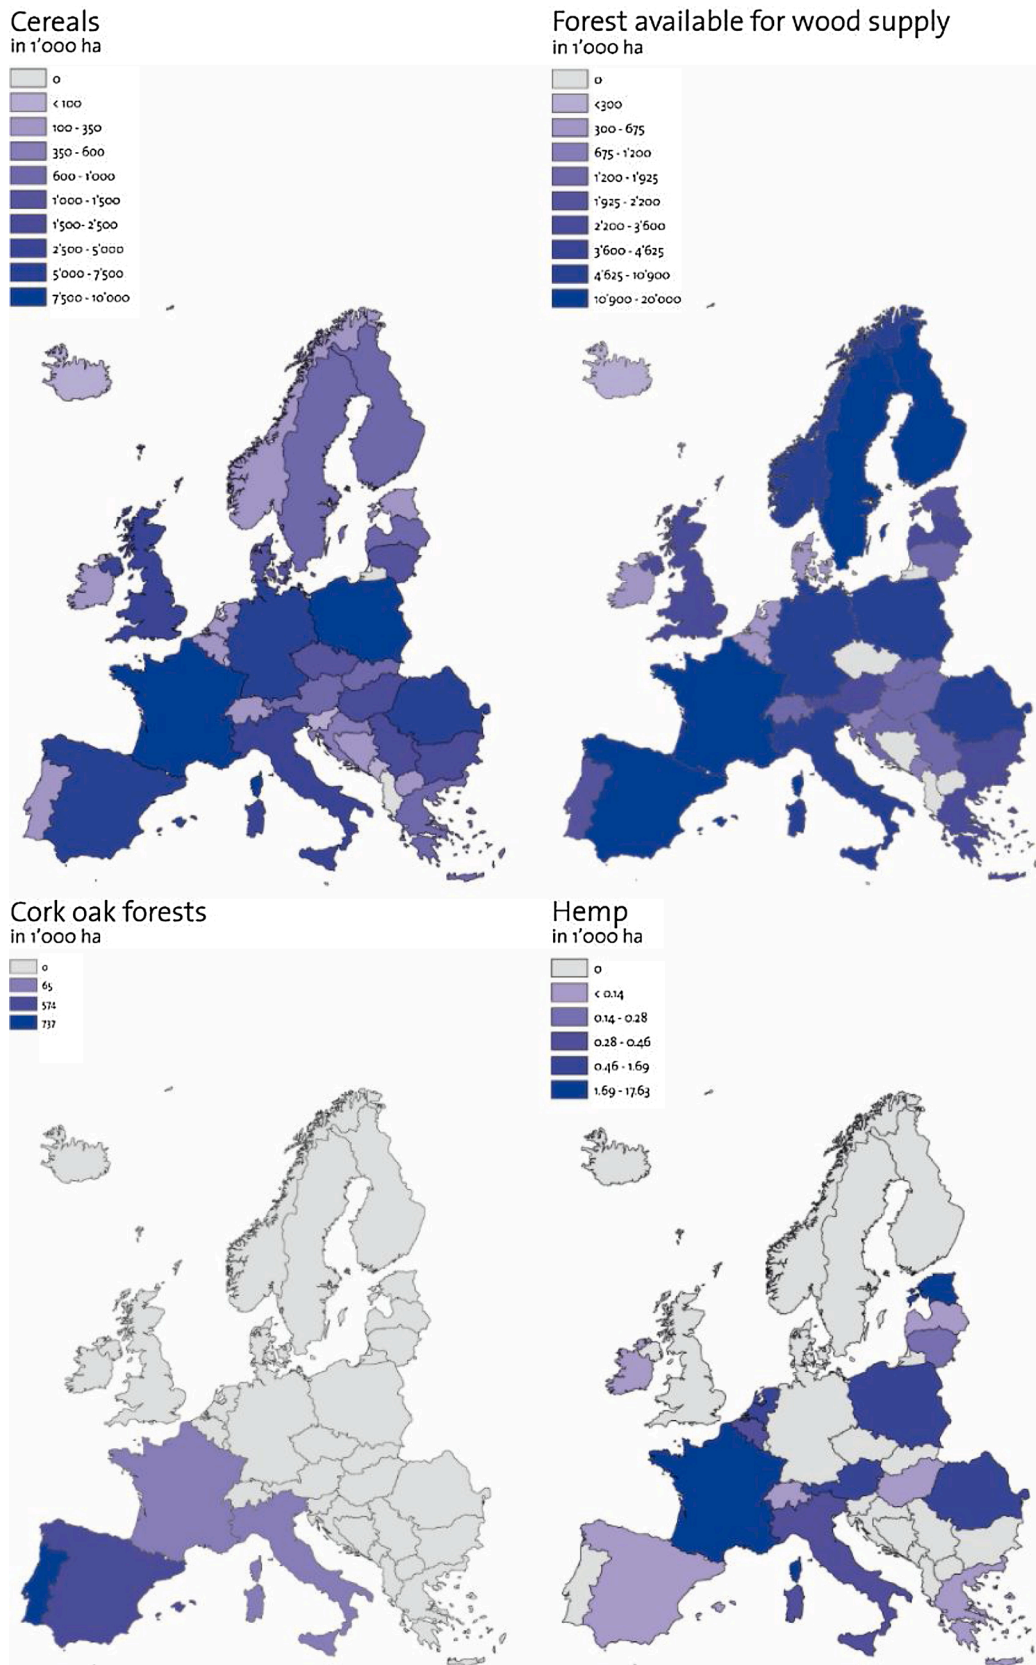 Cereals
in 1'000 ha
0
< 100
100 - 350
350 - 600
600 - 1'000
1'000 - 1'500
1'500- 2'500
2'500 - 5'000
5'000 - 7'500
7'500 - 10'000
Forest available for wood supply
in 1'000 ha
0
<300
300 - 675
675 - 1'200
1'200 - 1'925
1'925 - 2'200
2'200 - 3'600
3'600 - 4'625
4'625 - 10'900
10'900 - 20'000
Cork oak forests
in 1'000 ha
0
65
574
737
Hemp
in 1'000 ha
0
< 0.14
0.14 - 0.28
0.28 - 0.46
0.46 - 1.69
1.69 - 17.63